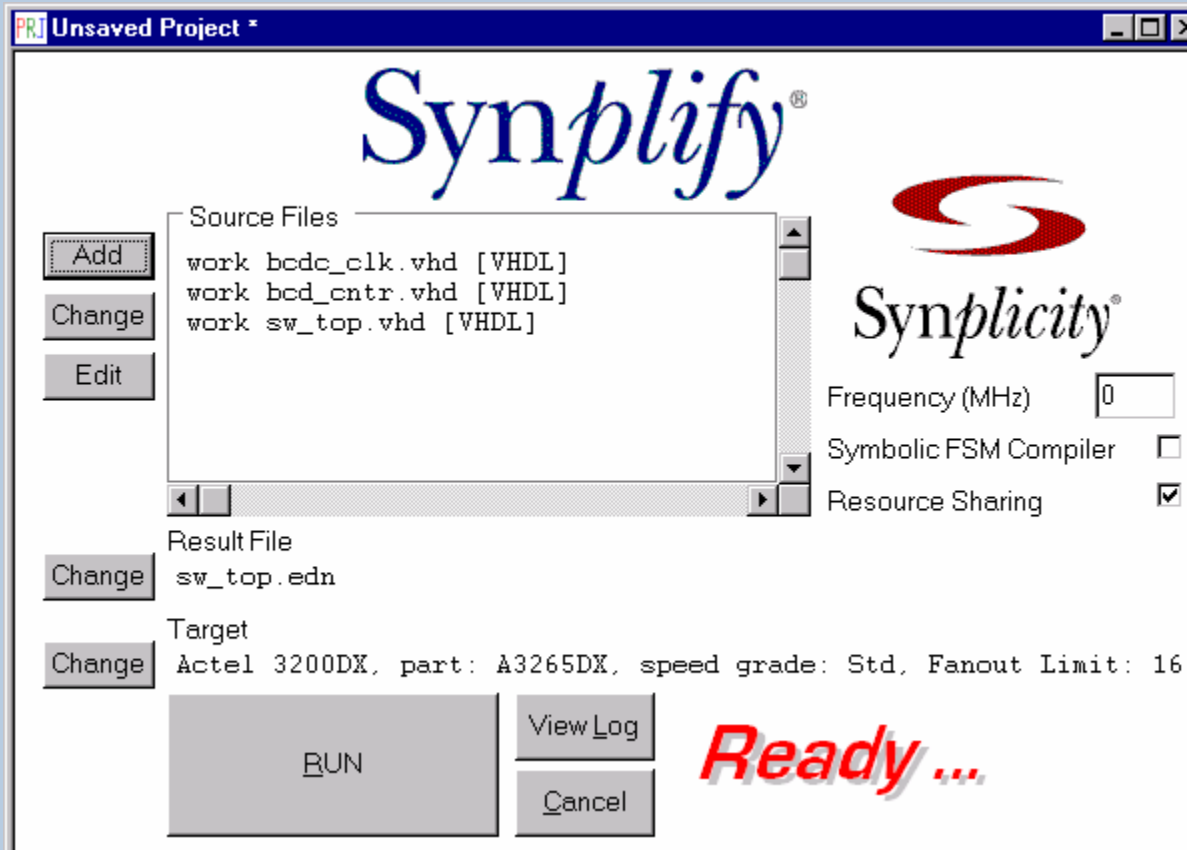 PRJ Unsaved Project *
Synplify®
Source Files
Add
work bcdc_clk.vhd [VHDL]
work bcd_cntr.vhd [VHDL]
Change
work sw_top.vhd [VHDL]
Edit
Synplicity®
Frequency (MHz) 0
Symbolic FSM Compiler
Resource Sharing
Result File
Change sw_top.edn
Target
Change Actel 3200DX, part: A3265DX, speed grade: Std, Fanout Limit: 16
RUN
View Log
Cancel
Ready ...